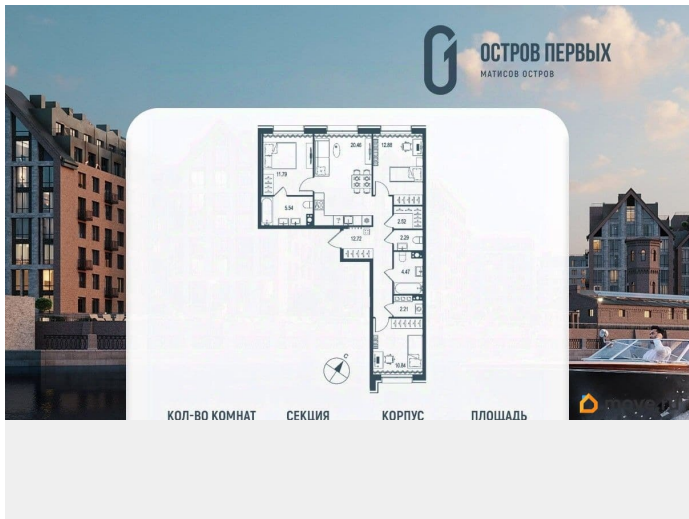 ОСТРОВ ПЕРВЫХ
МАТИСОВ ОСТРОВ
20.46
12.88
11.79
5.34
2.52
12.72
2.29
4.47
2.21
10.84
С
КОЛ-ВО КОМНАТ СЕКЦИЯ КОРПУС ПЛОЩАДЬ
move.ru